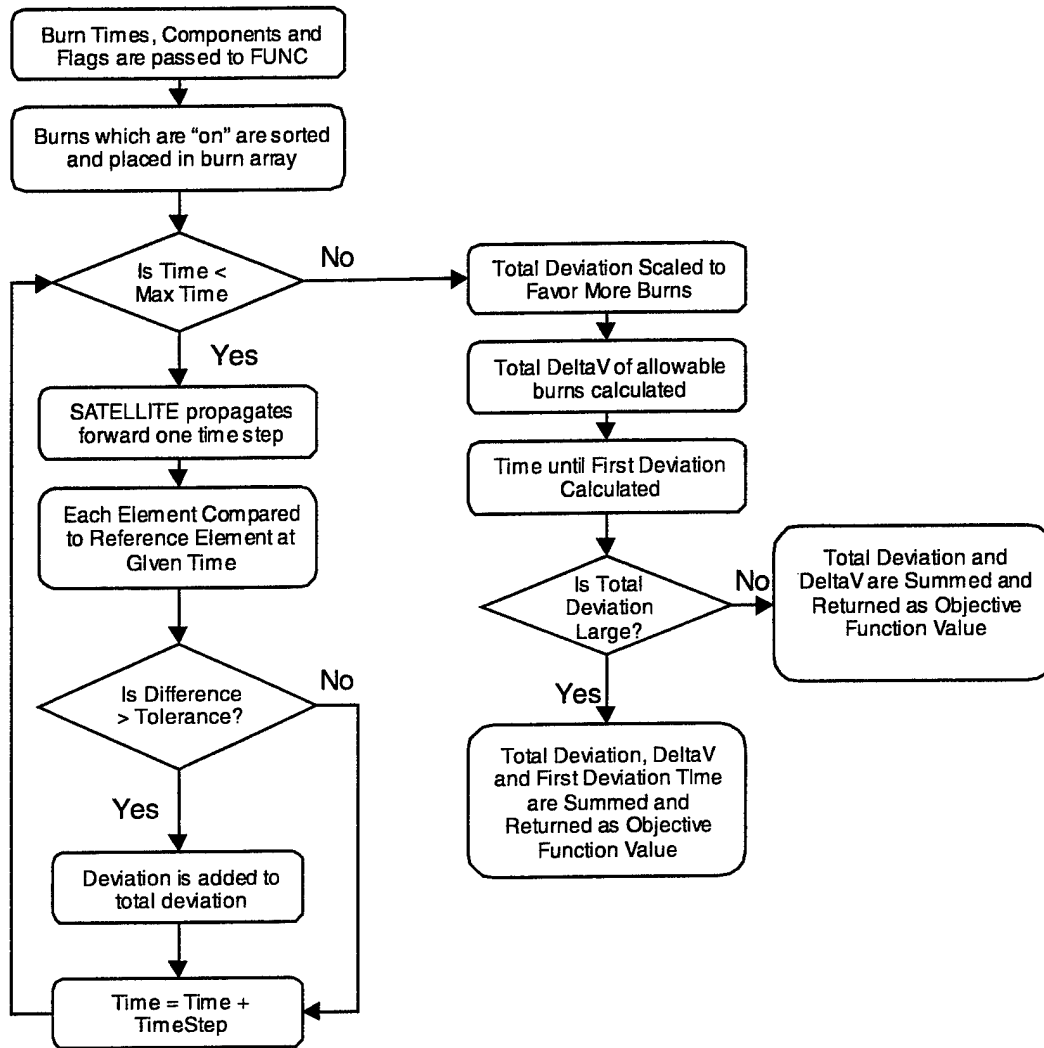 Burn Times, Components and
Flags are passed to FUNC
Burns which are "on" are sorted
and placed in burn array
Is Time <
Max Time
No
Yes
SATELLITE propagates
forward one time step
Each Element Compared
to Reference Element at
Given Time
Is Difference
> Tolerance?
No
Yes
Deviation is added to
total deviation
Time = Time +
TimeStep
Total Deviation Scaled to
Favor More Burns
Total DeltaV of allowable
burns calculated
Time until First Deviation
Calculated
Is Total
Deviation
Large?
No
Yes
Total Deviation and
DeltaV are Summed and
Returned as Objective
Function Value
Total Deviation, DeltaV
and First Deviation Time
are Summed and
Returned as Objective
Function Value